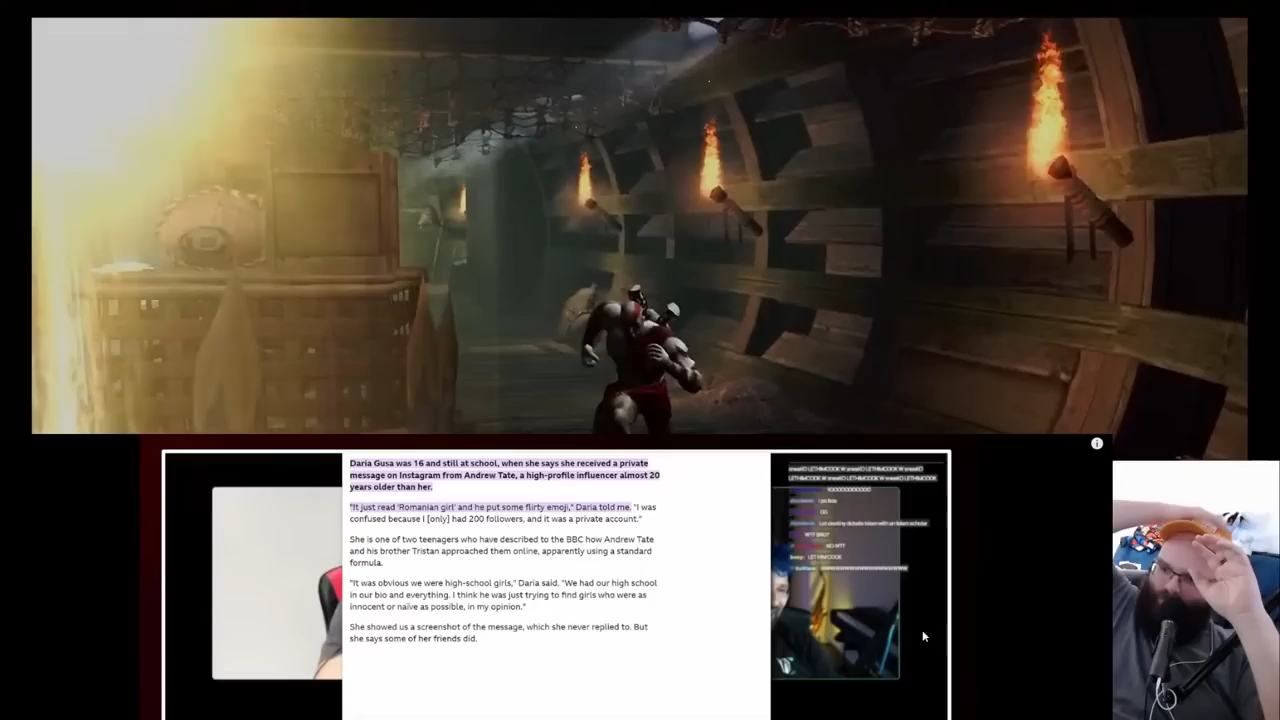 Daria Gusa was 16 and still at school, when she says she received a private
message on Instagram from Andrew Tate, a high-profile influencer almost 20
years older than her.
"It just read 'Romanian girl' and he put some flirty emoji," Daria told me. "I was
confused because I [only] had 200 followers, and it was a private account."
She is one of two teenagers who have described to the BBC how Andrew Tate
and his brother Tristan approached them online, apparently using a standard
formula.
"It was obvious we were high-school girls," Daria said. "We had our high school
in our bio and everything. I think he was just trying to find girls who were as
innocent or naïve as possible, in my opinion."
She showed us a screenshot of the message, which she never replied to. But
she says some of her friends did.